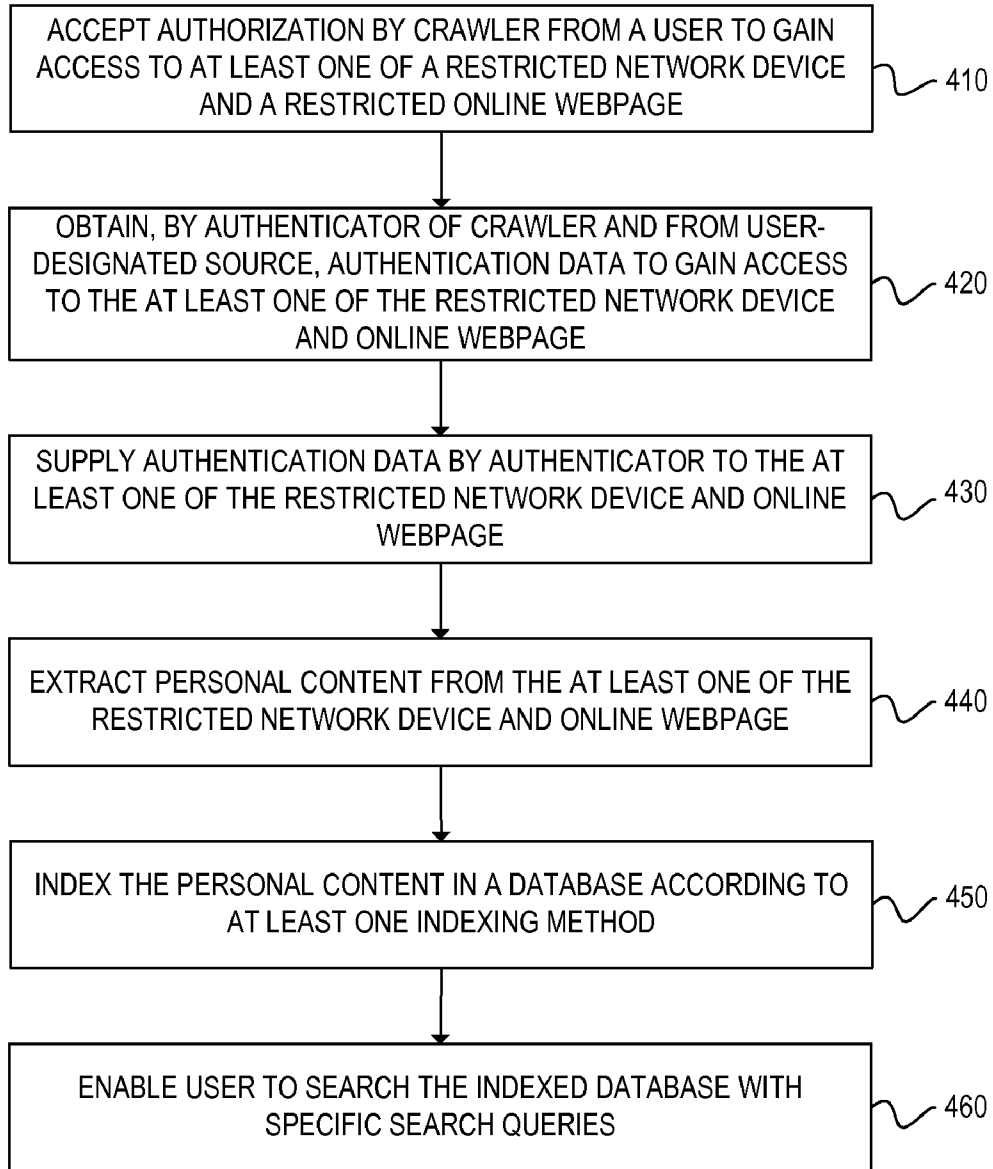 ACCEPT AUTHORIZATION BY CRAWLER FROM A USER TO GAIN
ACCESS TO AT LEAST ONE OF A RESTRICTED NETWORK DEVICE
AND A RESTRICTED ONLINE WEBPAGE
410
OBTAIN, BY AUTHENTICATOR OF CRAWLER AND FROM USER-
DESIGNATED SOURCE, AUTHENTICATION DATA TO GAIN ACCESS
TO THE AT LEAST ONE OF THE RESTRICTED NETWORK DEVICE
AND ONLINE WEBPAGE
420
SUPPLY AUTHENTICATION DATA BY AUTHENTICATOR TO THE AT
LEAST ONE OF THE RESTRICTED NETWORK DEVICE AND ONLINE
WEBPAGE
430
EXTRACT PERSONAL CONTENT FROM THE AT LEAST ONE OF THE
RESTRICTED NETWORK DEVICE AND ONLINE WEBPAGE
440
INDEX THE PERSONAL CONTENT IN A DATABASE ACCORDING TO
AT LEAST ONE INDEXING METHOD
450
ENABLE USER TO SEARCH THE INDEXED DATABASE WITH
SPECIFIC SEARCH QUERIES
460